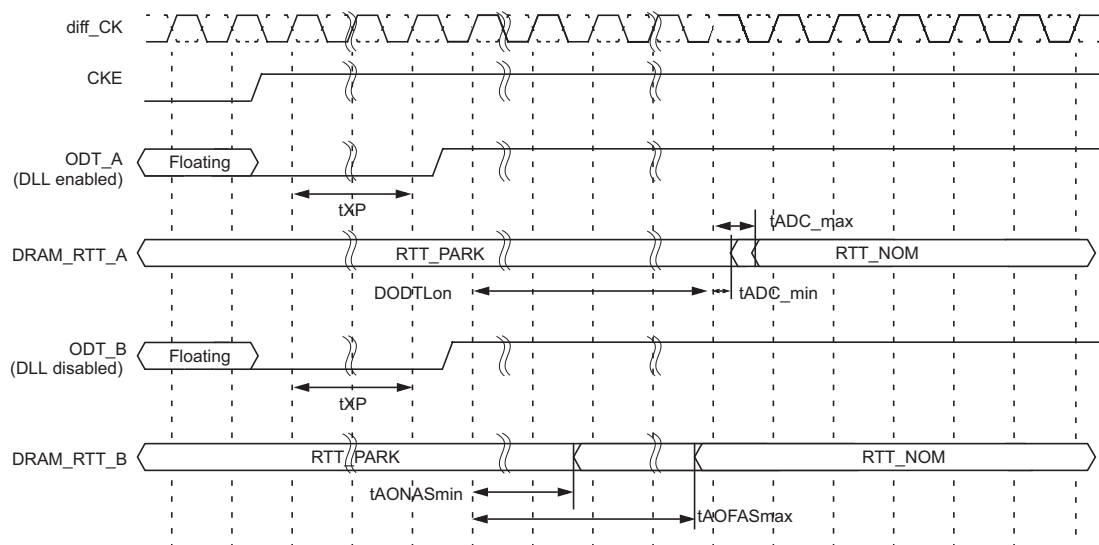 diff_CK
CKE
ODT_A
(DLL enabled)
Floating
tXP
tADC_max
DRAM_RTT_A
RTT_PARK
RTT_NOM
DODTLon
tADC_min
ODT_B
(DLL disabled)
Floating
tXP
DRAM_RTT_B
RTT_PARK
RTT_NOM
tAONASmin
tAOFASmax